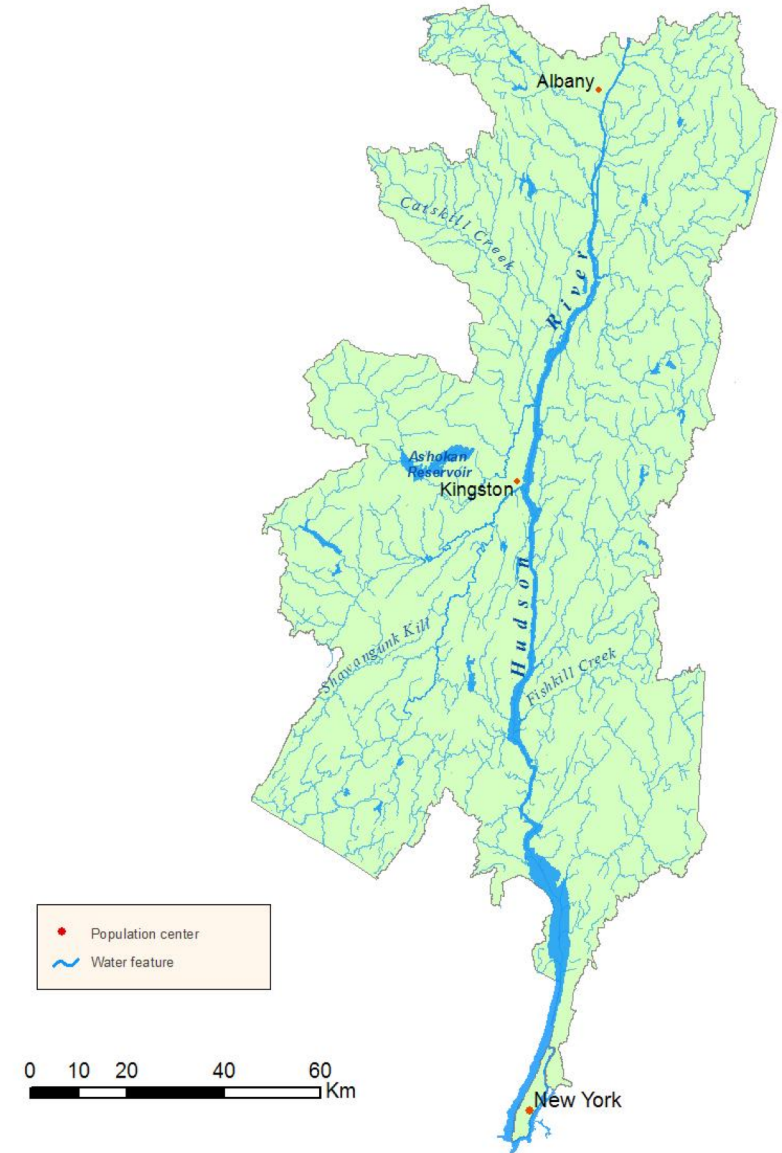 Albany
Catskill Creek
River
Ashokan
Reservoir
Kingston
Hudson
Shawangunk Kill
Fishkill Creek
Population center
Water feature
0 10 20 40 60
Km
New York